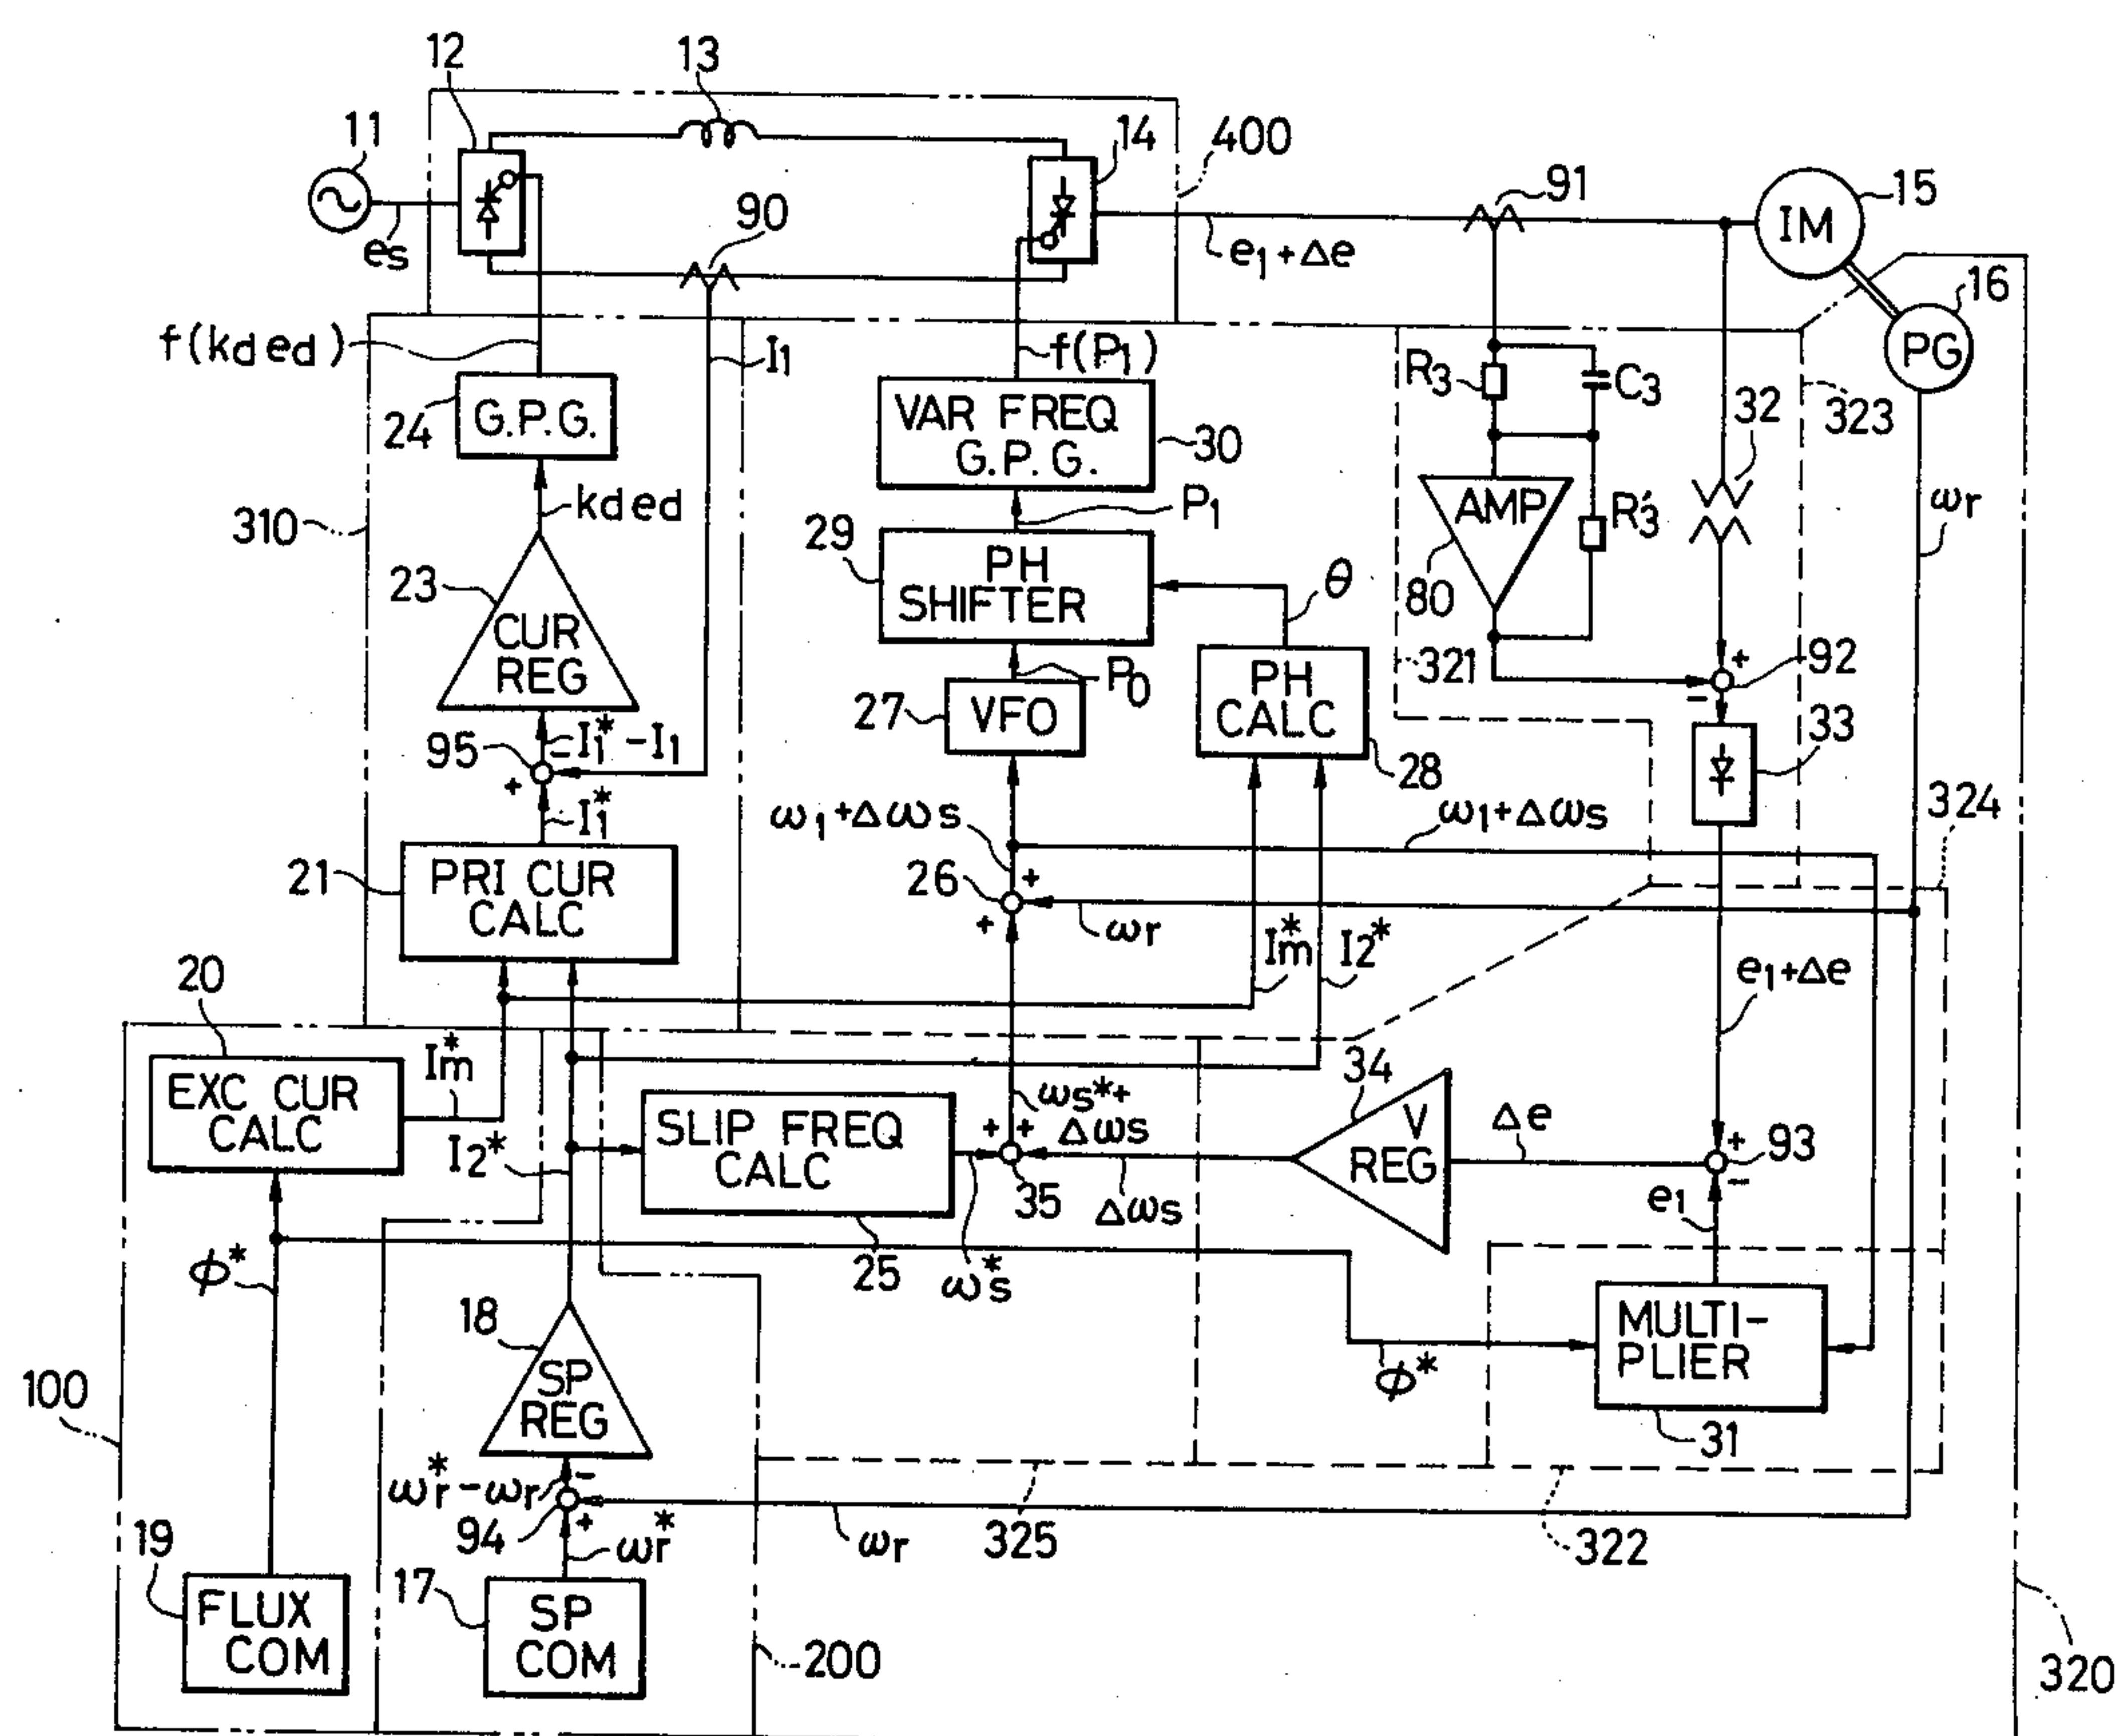 12
13
11
14
400
91
15
IM
90
es
e1+Δe
16
PG
f(kded)
I1
f(P1)
R3
C3
32
323
24
G.P.G.
VAR FREQ
G.P.G.
30
AMP
R3'
ωr
kded
P1
310
29
PH
SHIFTER
θ
80
23
CUR
REG
P0
321
+
92
-
27
VFO
PH
CALC
28
33
95
-
I1*-I1
+
I1*
ω1+Δωs
ω1+Δωs
324
21
PRI CUR
CALC
26
+
+
ωr
Im*
I2*
e1+Δe
20
EXC CUR
CALC
Im*
I2*
34
ωs*+
Δωs
SLIP FREQ
CALC
+
+
V
REG
Δe
+
93
-
35
Δωs
e1
25
ωs*
φ*
18
SP
REG
φ*
MULTI-
PLIER
31
100
ωr*-ωr
-
94
+
ωr*
ωr
325
322
19
FLUX
COM
17
SP
COM
200
320